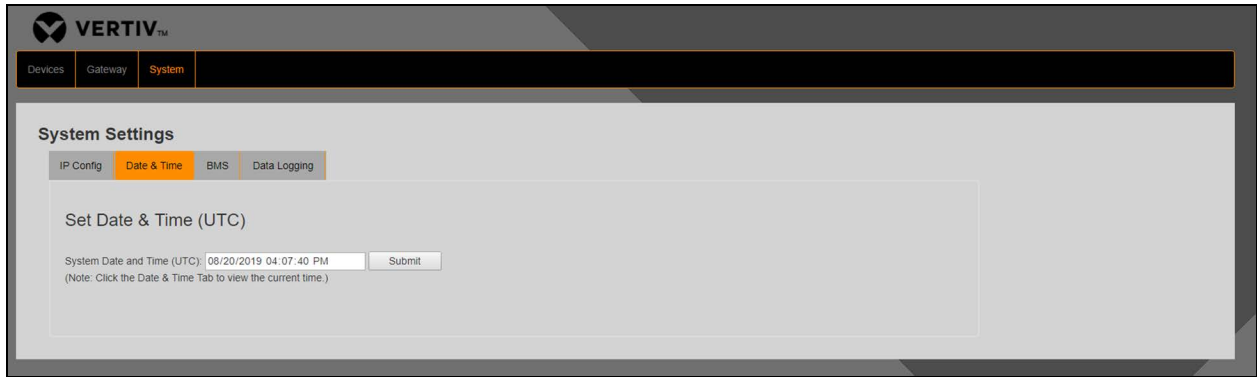 VERTIV™
Devices Gateway System
System Settings
IP Config Date & Time BMS Data Logging
Set Date & Time (UTC)
System Date and Time (UTC): 08/20/2019 04:07:40 PM Submit
(Note: Click the Date & Time Tab to view the current time.)